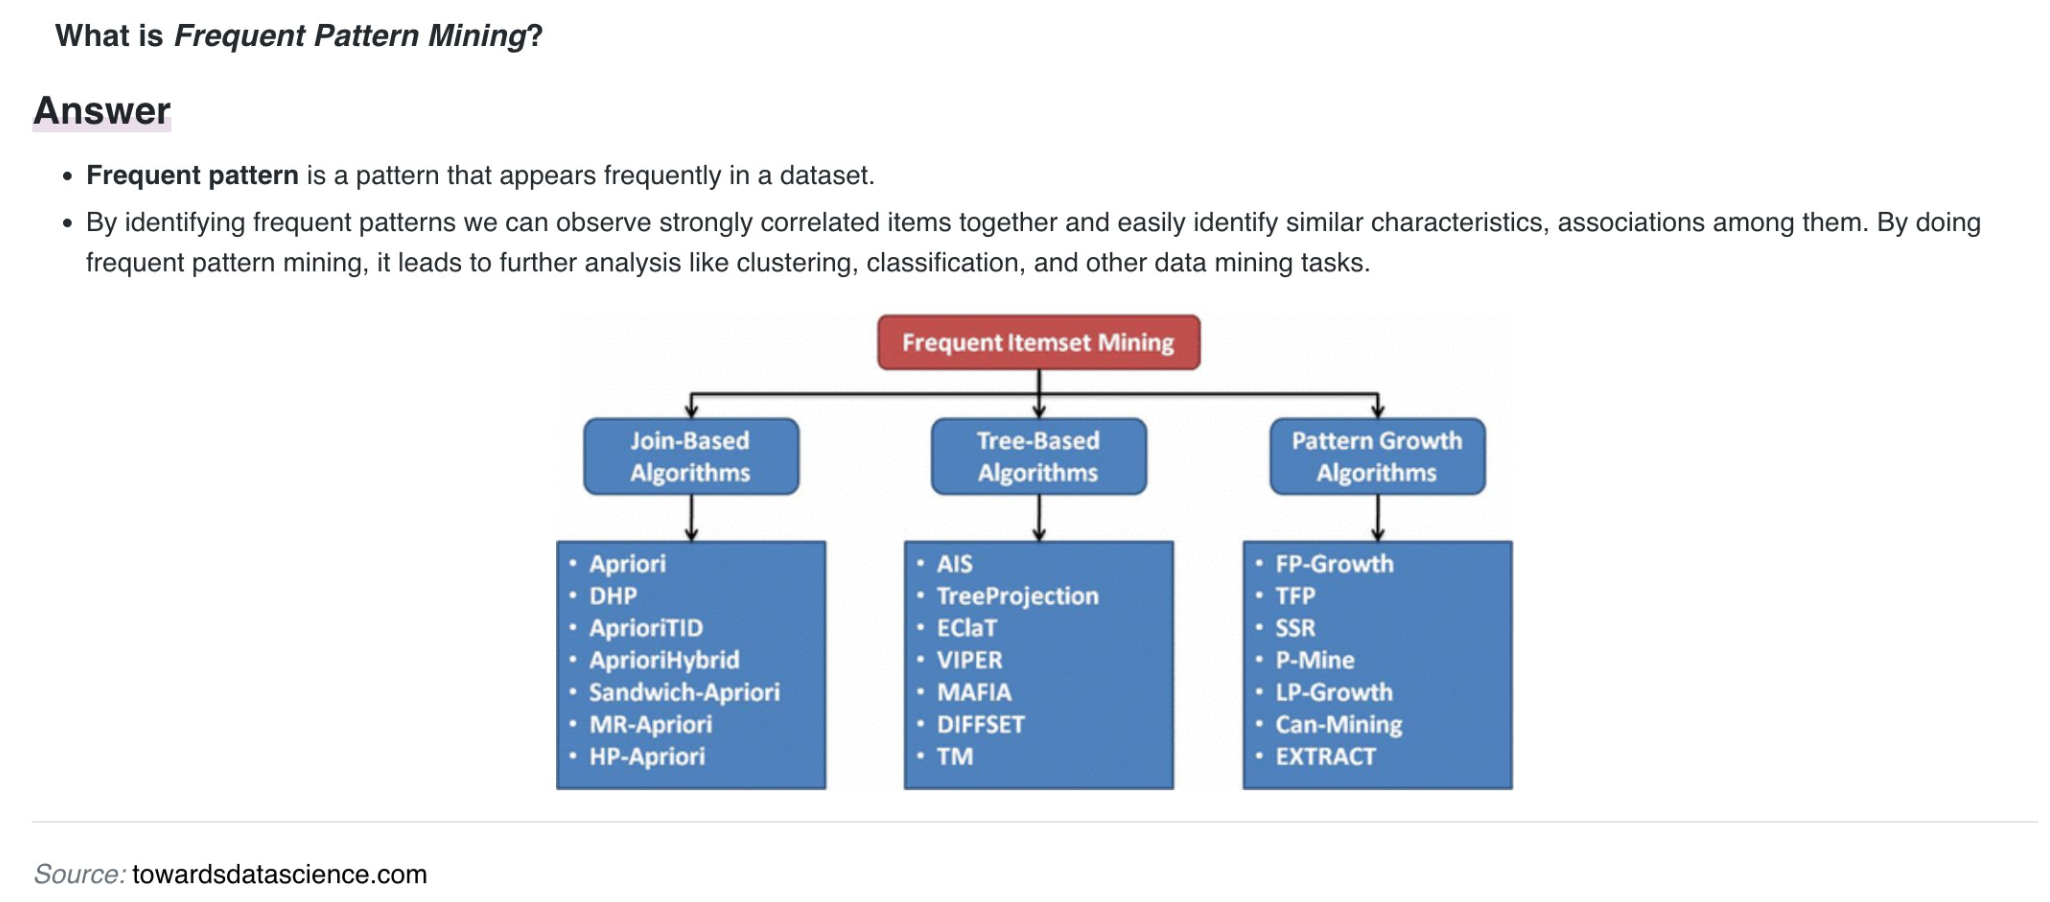 What is Frequent Pattern Mining?
Answer
• Frequent pattern is a pattern that appears frequently in a dataset.
• By identifying frequent patterns we can observe strongly correlated items together and easily identify similar characteristics, associations among them. By doing
frequent pattern mining, it leads to further analysis like clustering, classification, and other data mining tasks.
Frequent Itemset Mining
Join-Based
Algorithms
• Apriori
• DHP
• AprioriTID
• AprioriHybrid
• Sandwich-Apriori
• MR-Apriori
• HP-Apriori
Tree-Based
Algorithms
• AIS
• TreeProjection
• EClaT
• VIPER
• MAFIA
• DIFFSET
• TM
Pattern Growth
Algorithms
• FP-Growth
• TFP
• SSR
• P-Mine
• LP-Growth
• Can-Mining
• EXTRACT
Source: towardsdatascience.com